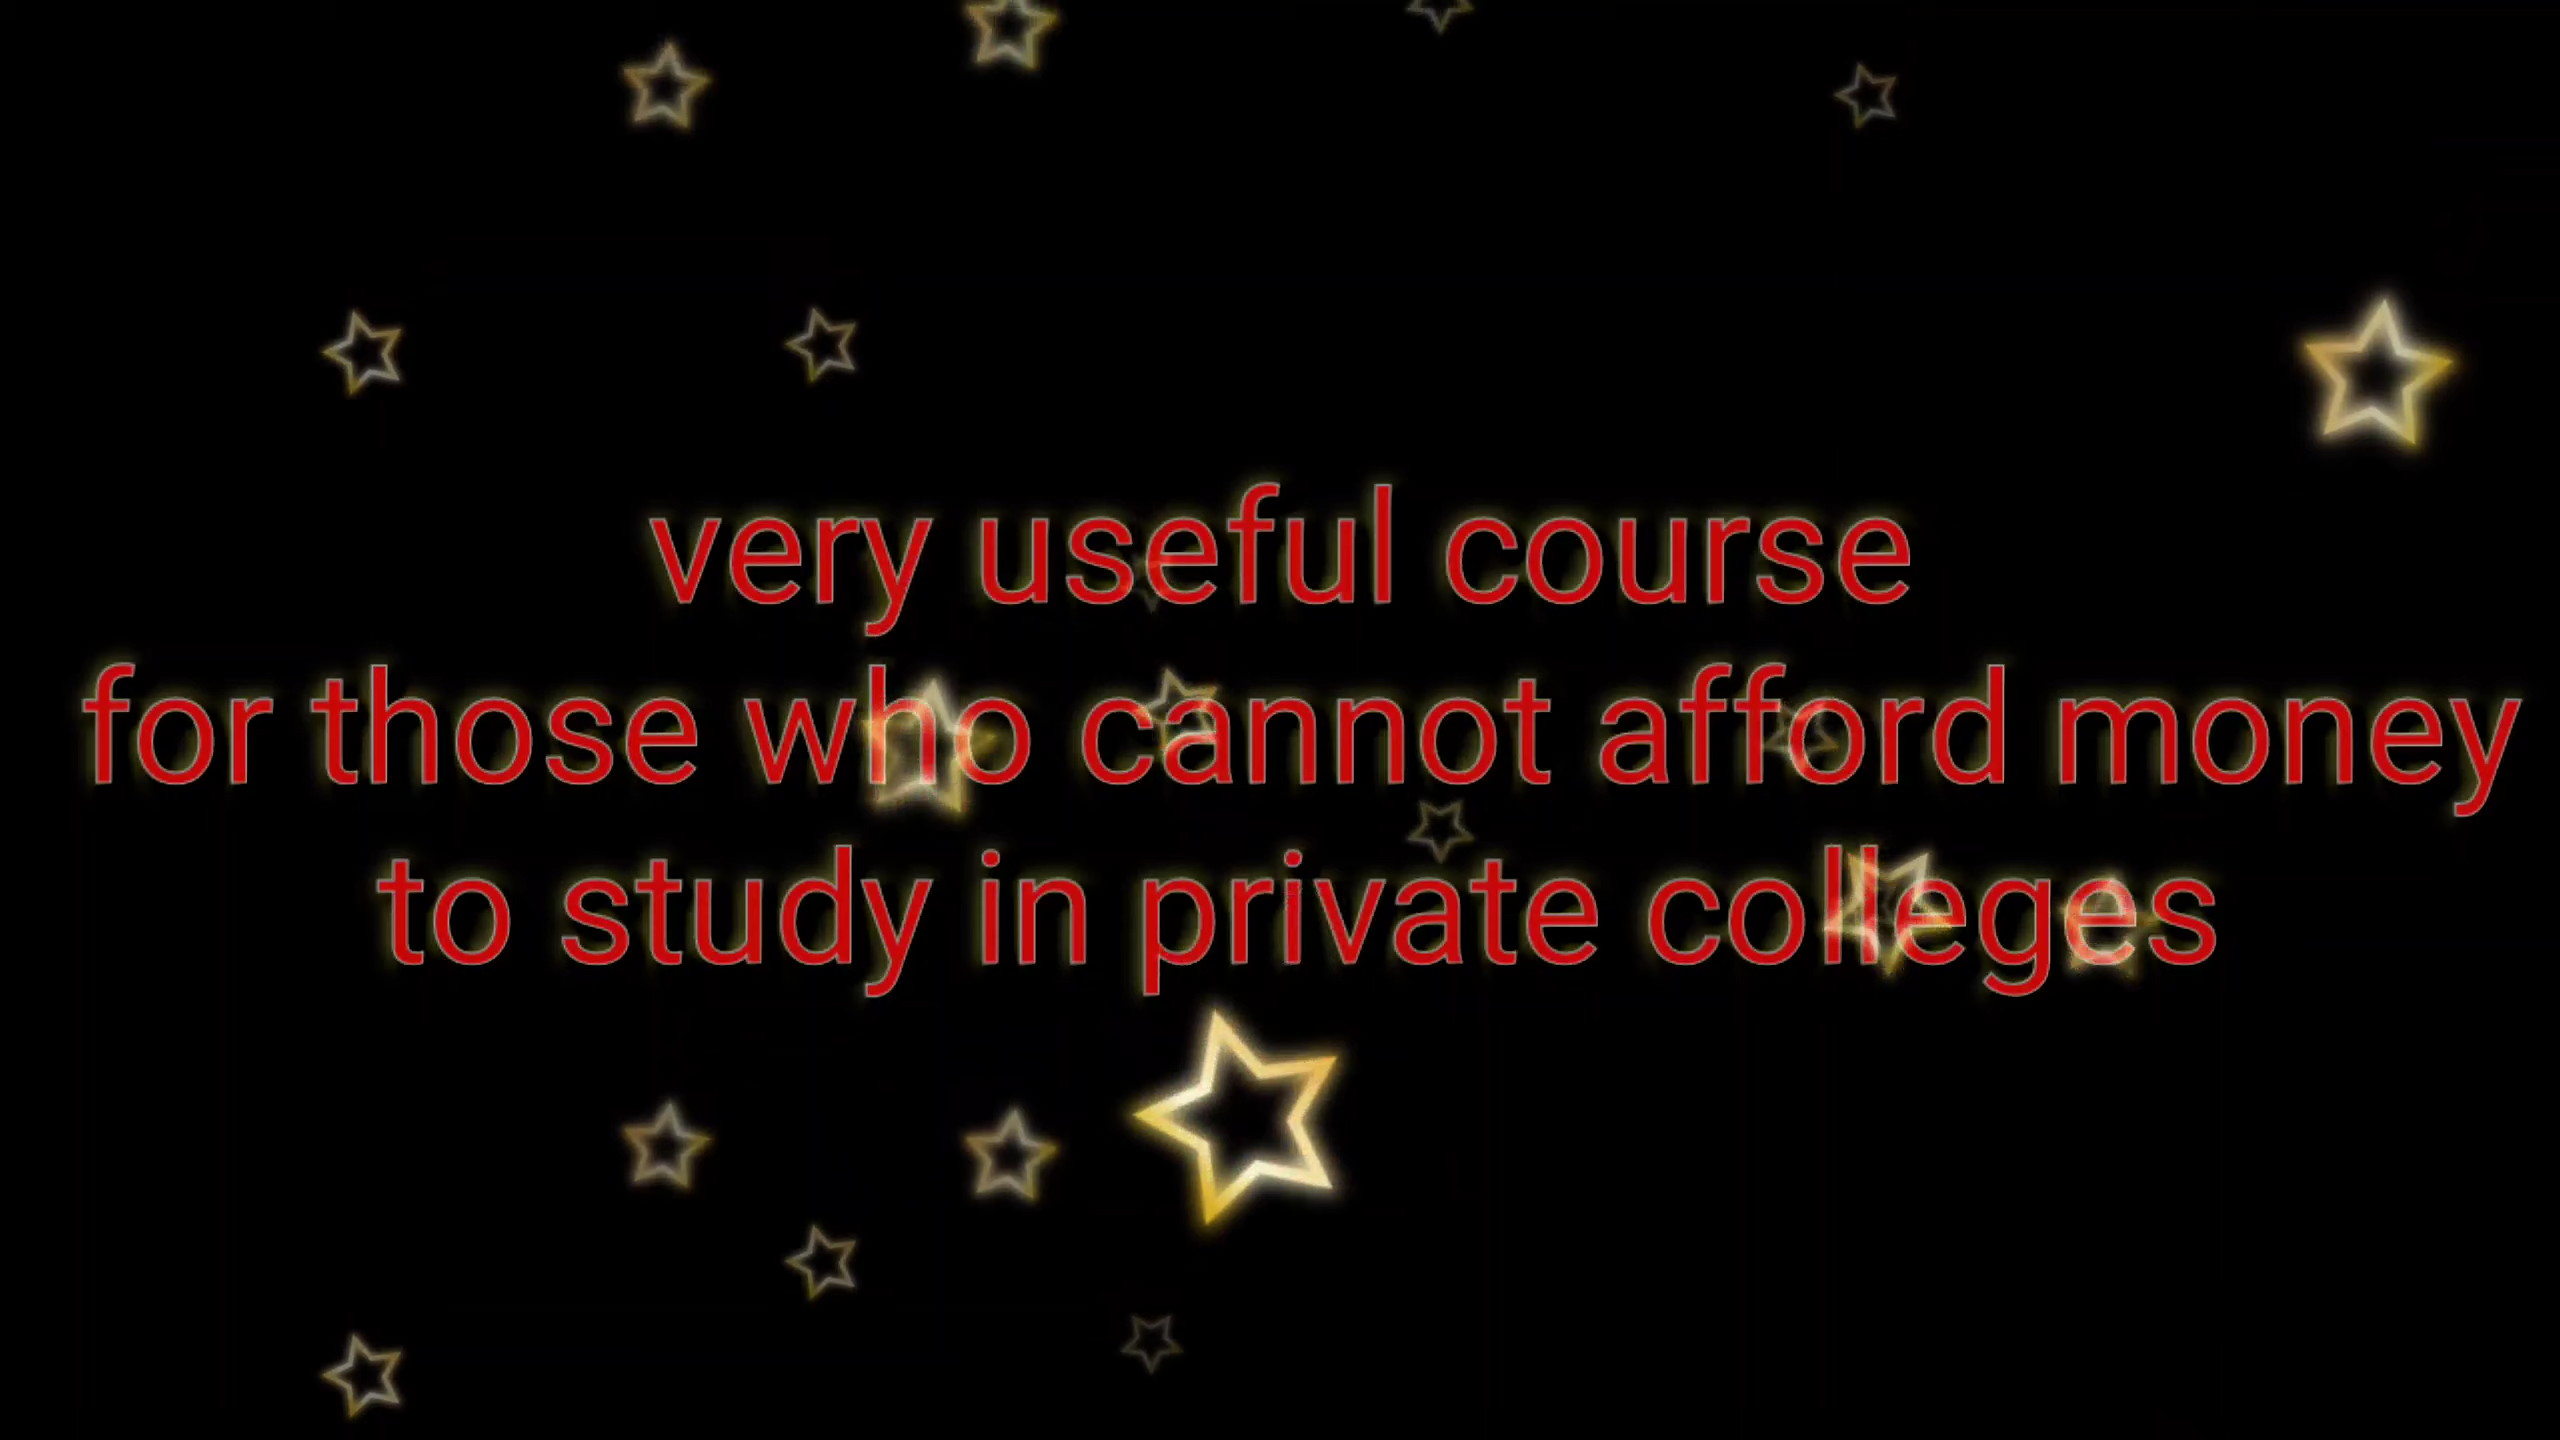 very useful course
for those who cannot afford money
to study in private colleges